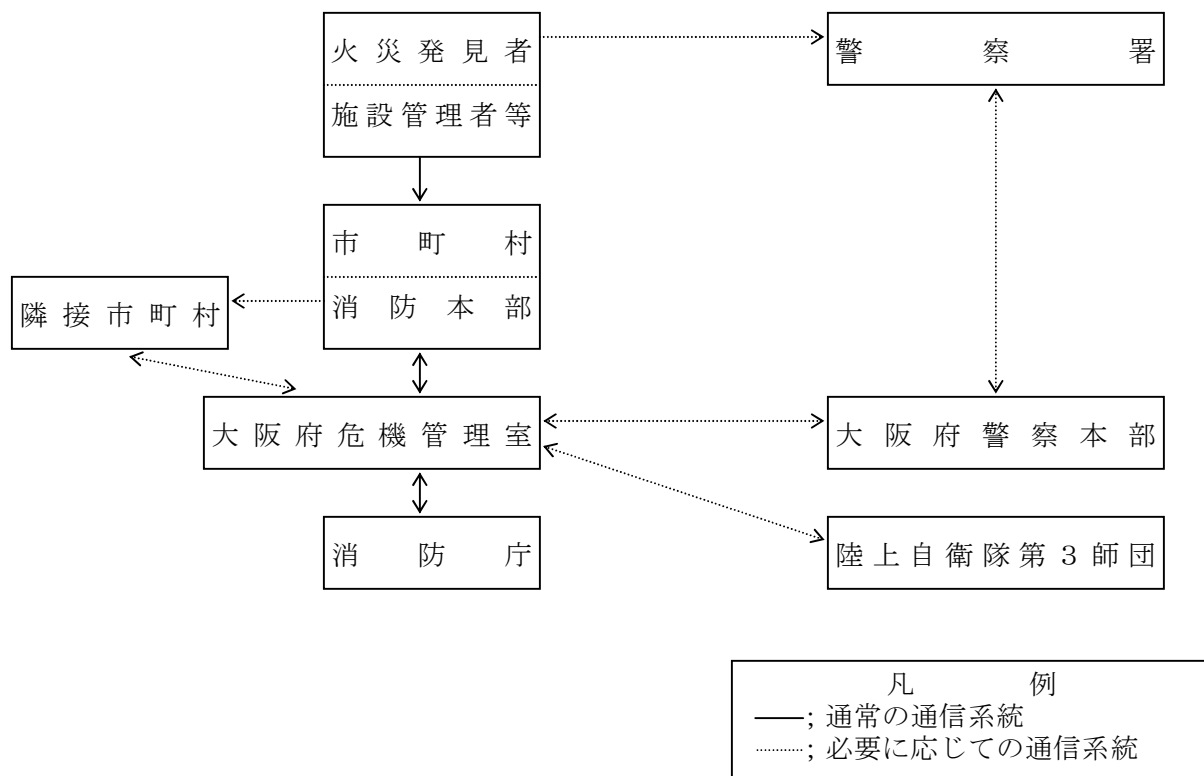 火災発見者
警察署
施設管理者等
市町村
消防本部
隣接市町村
大阪府危機管理室
大阪府警察本部
消防庁
陸上自衛隊第３師団
凡例
――; 通常の通信系統
………; 必要に応じての通信系統